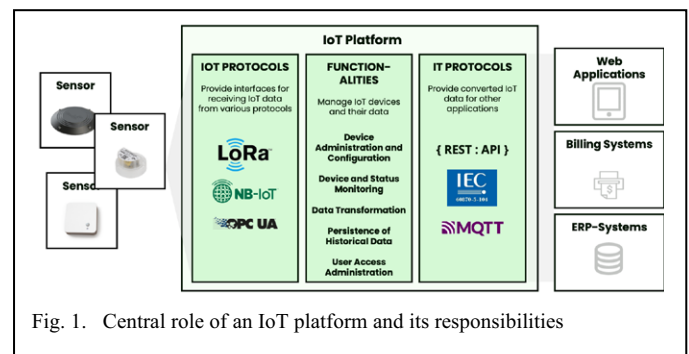 IoT Platform
Sensor
Sensor
Sensor
IOT PROTOCOLS
Provide interfaces for
receiving IoT data
from various protocols
LoRa
NB-IoT
OPC UA
FUNCTION-
ALITIES
Manage IoT devices
and their data
Device
Administration and
Configuration
Device and Status
Monitoring
Data Transformation
Persistence of
Historical Data
User Access
Administration
IT PROTOCOLS
Provide converted IoT
data for other
applications
{ REST : API }
IEC
60870-5-104
MQTT
Web
Applications
Billing Systems
$
ERP-Systems
Fig. 1. Central role of an IoT platform and its responsibilities